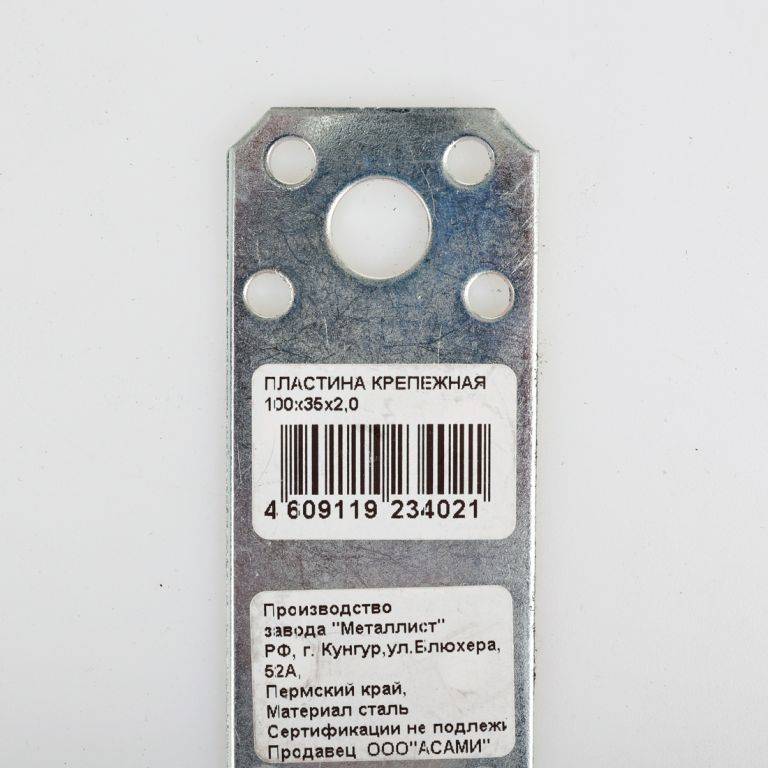 ПЛАСТИНА КРЕПЕЖНАЯ
100х35х2,0
4 609119 234021
Производство
завода "Металлист"
РФ, г. Кунгур,ул.Блюхера,
52А,
Пермский край,
Материал сталь
Сертификации не подлежи
Продавец ООО"АСАМИ"